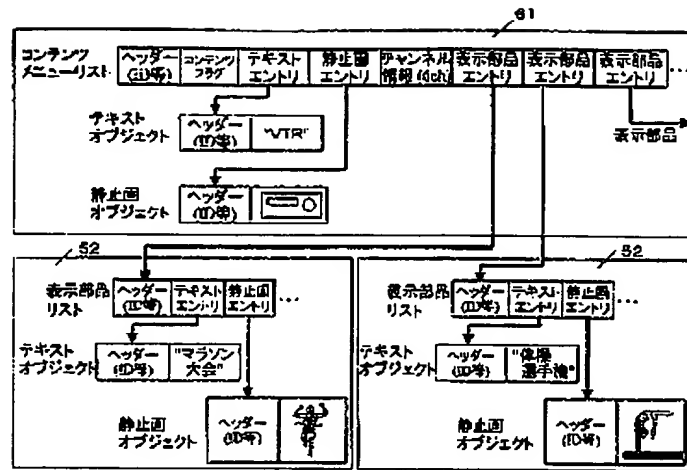 61
コンテンツ
メニューリスト
ヘッダー
(ID等)
コンテンツ
フラグ
テキスト
エントリ
静止画
エントリ
チャンネル
情報(4ch)
表示部品
エントリ
表示部品
エントリ
表示部品
エントリ
...
テキスト
オブジェクト
ヘッダー
(ID等)
"VTR"
表示部品
静止画
オブジェクト
ヘッダー
(ID等)
52
表示部品
リスト
ヘッダー
(ID等)
テキスト
エントリ
静止画
エントリ
...
テキスト
オブジェクト
ヘッダー
(ID等)
"マラソン
大会"
静止画
オブジェクト
ヘッダー
(ID等)
52
表示部品
リスト
ヘッダー
(ID等)
テキスト
エントリ
静止画
エントリ
...
テキスト
オブジェクト
ヘッダー
(ID等)
"体操
選手権"
静止画
オブジェクト
ヘッダー
(ID等)